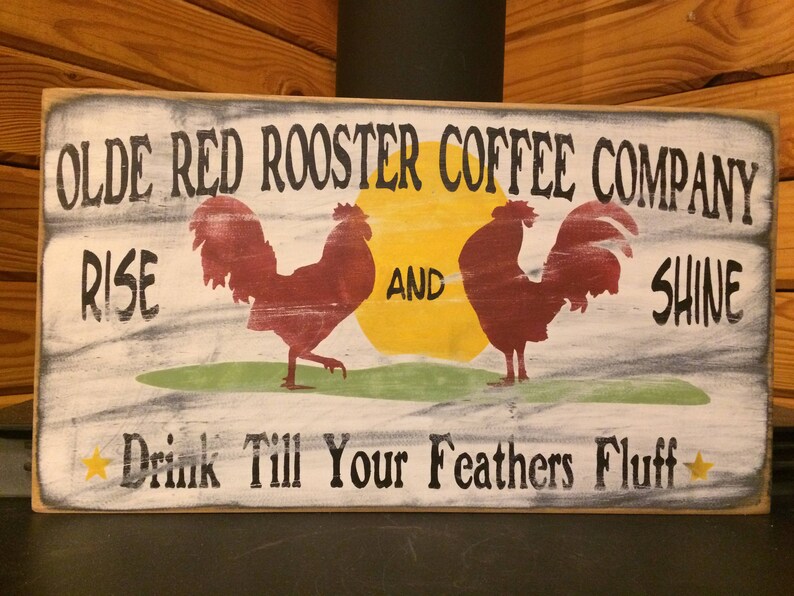 OLDE RED ROOSTER COFFEE COMPANY
RISE AND SHINE
Drink Till Your Feathers Fluff